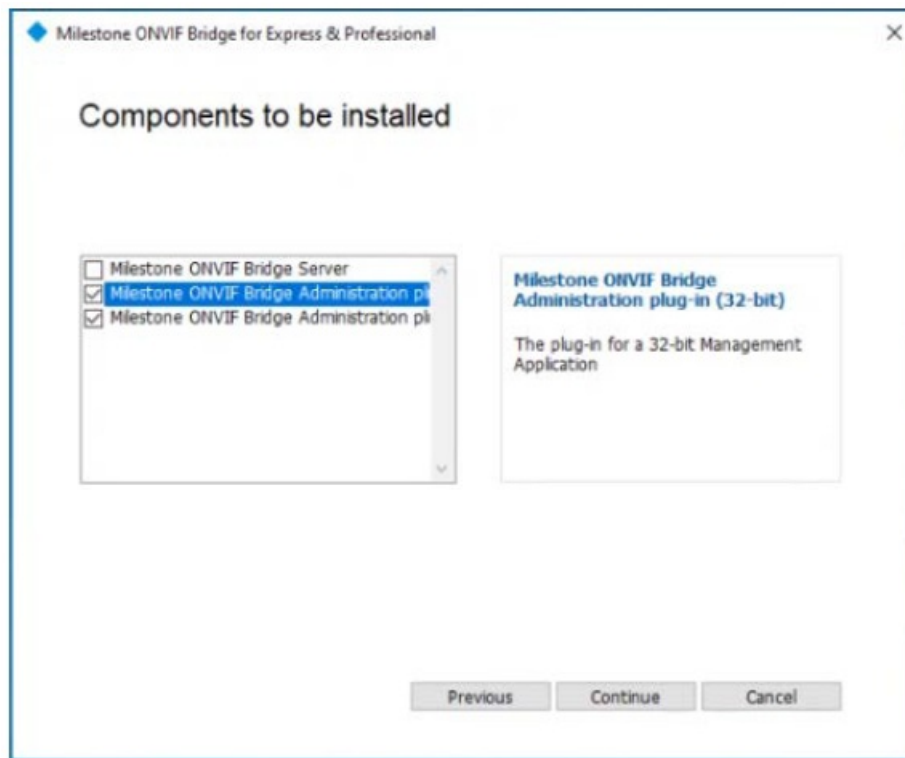 Milestone ONVIF Bridge for Express & Professional
Components to be installed
Milestone ONVIF Bridge Server
Milestone ONVIF Bridge Administration pl
Milestone ONVIF Bridge Administration plu
Milestone ONVIF Bridge
Administration plug-in (32-bit)
The plug-in for a 32-bit Management
Application
Previous
Continue
Cancel